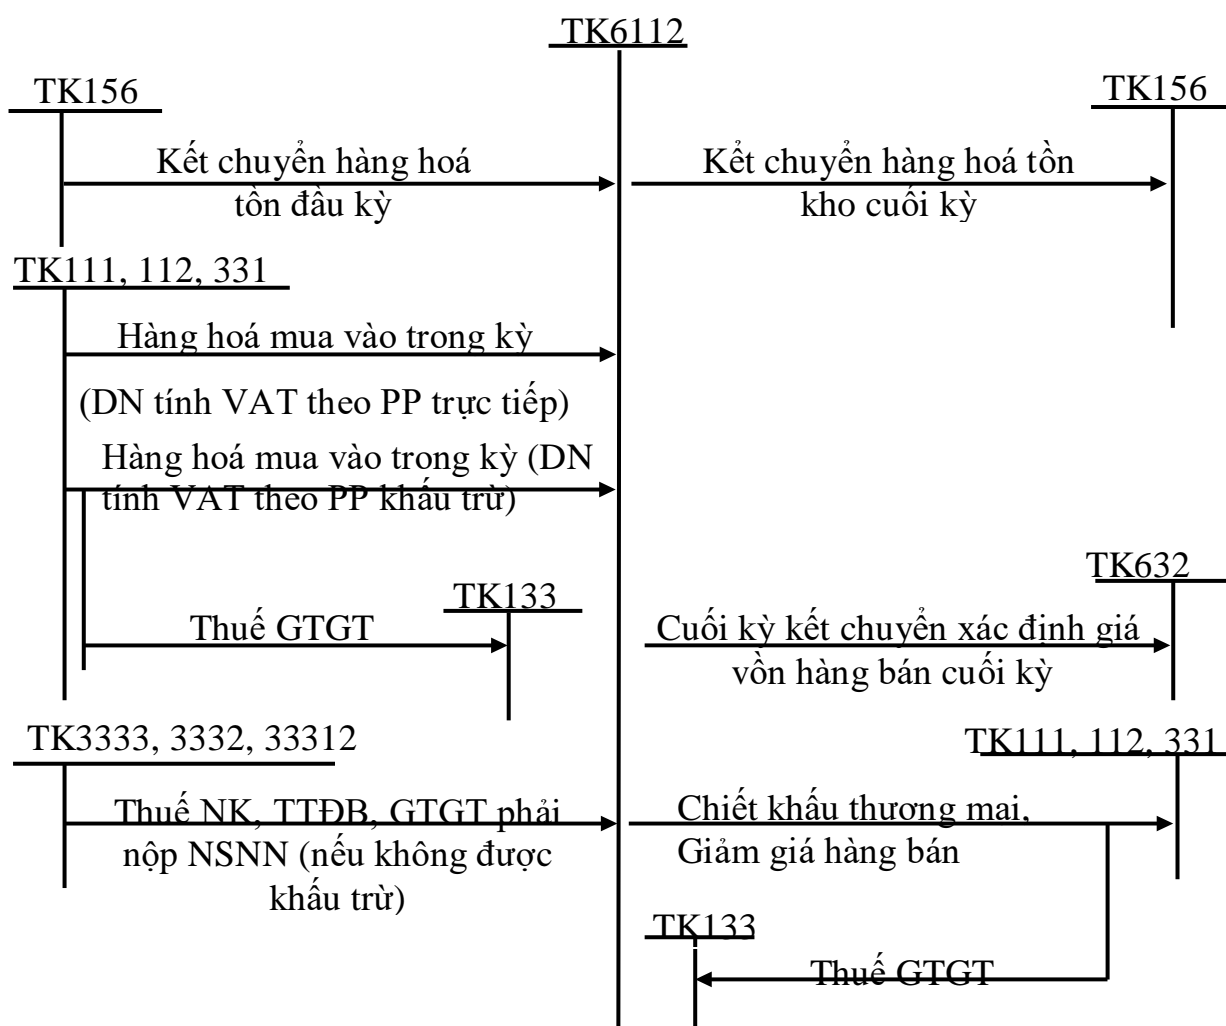 TK6112
TK156
TK156
Kết chuyển hàng hoá
tồn đầu kỳ
Kểt chuyển hàng hoá tồn
kho cuối kỳ
TK111, 112, 331
Hàng hoá mua vào trong kỳ
(DN tính VAT theo PP trực tiếp)
Hàng hoá mua vào trong kỳ (DN
tính VAT theo PP khấu trừ)
TK632
TK133
Thuế GTGT
Cuối kỳ kết chuyển xác định giá
vồn hàng bán cuối kỳ
TK3333, 3332, 33312
TK111, 112, 331
Thuế NK, TTĐB, GTGT phải
nộp NSNN (nếu không được
khấu trừ)
Chiết khấu thương mai,
Giảm giá hàng bán
TK133
Thuế GTGT